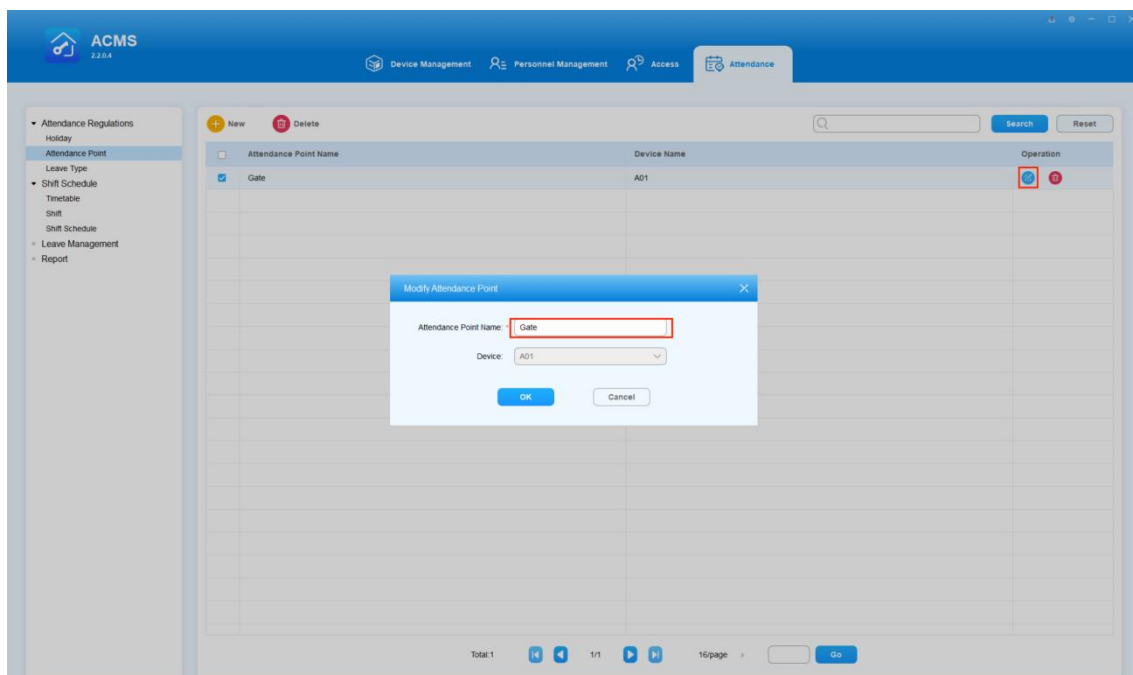 ACMS
2.2.0.4
Device Management Personnel Management Access Attendance
Attendance Regulations
Holiday
Attendance Point
Leave Type
Shift Schedule
Timetable
Shift
Shift Schedule
Leave Management
Report
New Delete Search Reset
Attendance Point Name Device Name Operation
Gate A01
Modify Attendance Point
Attendance Point Name: * Gate
Device: A01
OK Cancel
Total:1 1/1 16/page Go